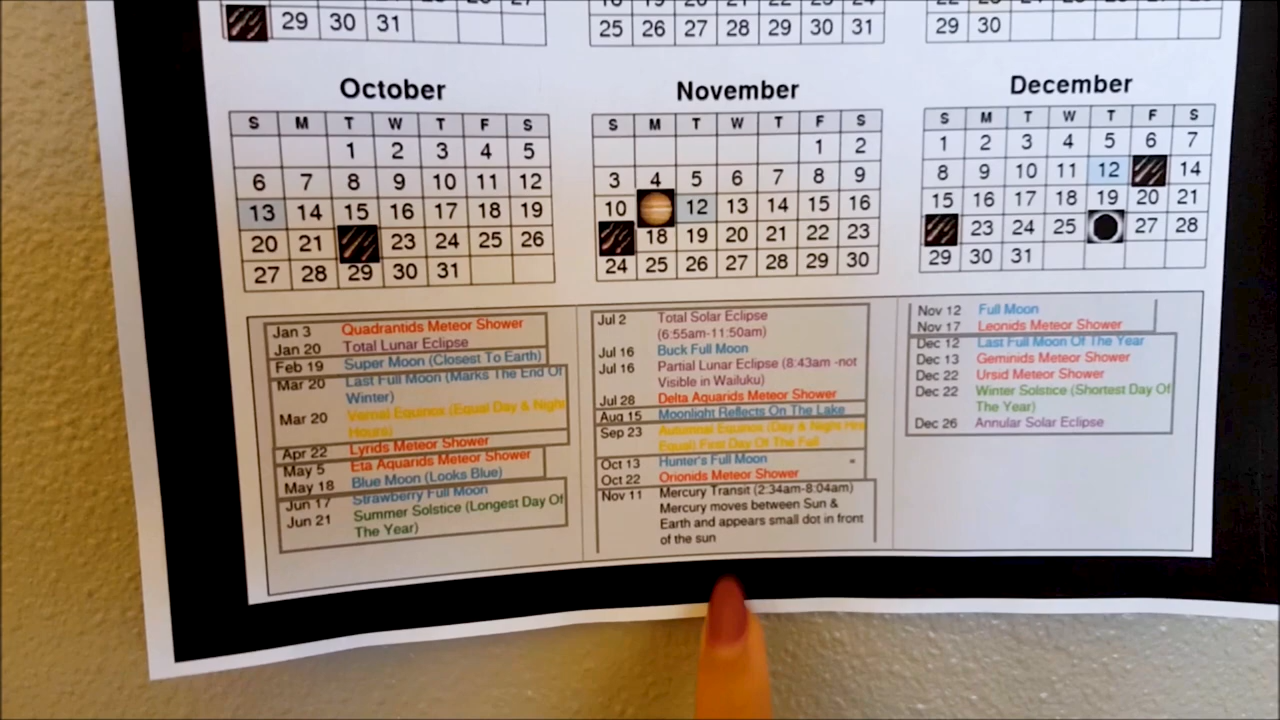 29 30 31
25 26 27 28 29 30 31
29 30
October
S M T W T F S
1 2 3 4 5
6 7 8 9 10 11 12
13 14 15 16 17 18 19
20 21 23 24 25 26
27 28 29 30 31
November
S M T W T F S
1 2
3 4 5 6 7 8 9
10 12 13 14 15 16
18 19 20 21 22 23
24 25 26 27 28 29 30
December
S M T W T F S
1 2 3 4 5 6 7
8 9 10 11 12 14
15 16 17 18 19 20 21
23 24 25 27 28
29 30 31
Jan 3 Quadrantids Meteor Shower
Jan 20 Total Lunar Eclipse
Feb 19 Super Moon (Closest To Earth)
Mar 20 Last Full Moon (Marks The End Of
Winter)
Mar 20 Vernal Equinox (Equal Day & Night
Hours)
Apr 22 Lyrids Meteor Shower
May 5 Eta Aquarids Meteor Shower
May 18 Blue Moon (Looks Blue)
Jun 17 Strawberry Full Moon
Jun 21 Summer Solstice (Longest Day Of
The Year)
Jul 2 Total Solar Eclipse
(6:55am-11:50am)
Jul 16 Buck Full Moon
Jul 16 Partial Lunar Eclipse (8:43am -not
Visible in Wailuku)
Jul 28 Delta Aquarids Meteor Shower
Aug 15 Moonlight Reflects On The Lake
Sep 23 Autumnal Equinox (Day & Night Hrs
Equal) First Day Of The Fall
Oct 13 Hunter's Full Moon
Oct 22 Orionids Meteor Shower
Nov 11 Mercury Transit (2:34am-8:04am)
Mercury moves between Sun &
Earth and appears small dot in front
of the sun
Nov 12 Full Moon
Nov 17 Leonids Meteor Shower
Dec 12 Last Full Moon Of The Year
Dec 13 Geminids Meteor Shower
Dec 22 Ursid Meteor Shower
Dec 22 Winter Solstice (Shortest Day Of
The Year)
Dec 26 Annular Solar Eclipse